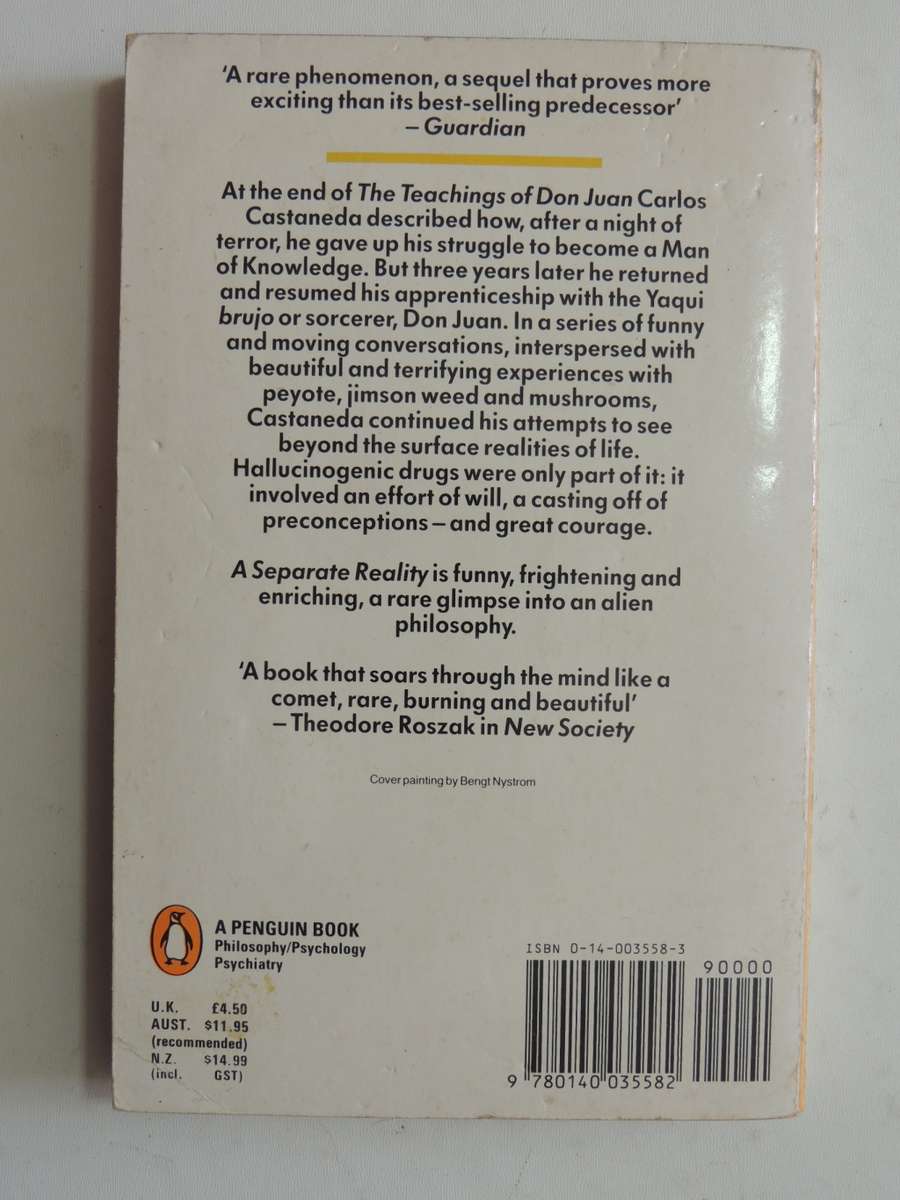 ‘A rare phenomenon, a sequel that proves more
exciting than its best-selling predecessor’
– Guardian
At the end of The Teachings of Don Juan Carlos
Castaneda described how, after a night of
terror, he gave up his struggle to become a Man
of Knowledge. But three years later he returned
and resumed his apprenticeship with the Yaqui
brujo or sorcerer, Don Juan. In a series of funny
and moving conversations, interspersed with
beautiful and terrifying experiences with
peyote, jimson weed and mushrooms,
Castaneda continued his attempts to see
beyond the surface realities of life.
Hallucinogenic drugs were only part of it: it
involved an effort of will, a casting off of
preconceptions – and great courage.
A Separate Reality is funny, frightening and
enriching, a rare glimpse into an alien
philosophy.
‘A book that soars through the mind like a
comet, rare, burning and beautiful’
– Theodore Roszak in New Society
Cover painting by Bengt Nystrom
A PENGUIN BOOK
Philosophy/Psychology
Psychiatry
U.K. £4.50
AUST. $11.95
(recommended)
N.Z. $14.99
(incl. GST)
ISBN 0-14-003558-3
90000
9 780140 035582